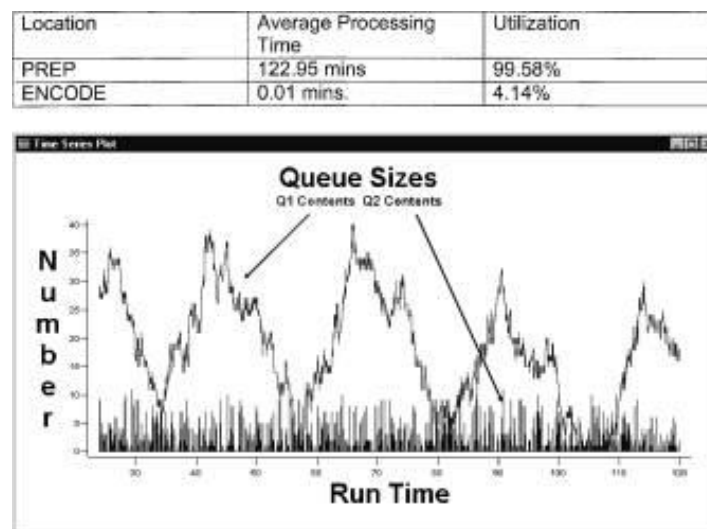 Location Average Processing Time Utilization
PREP 122.95 mins 99.58%
ENCODE 0.01 mins. 4.14%
Time Series Plot
Queue Sizes
Q1 Contents Q2 Contents
Number
40
35
30
25
20
15
10
5
0
30 40 50 60 70 80 90 100 110 120
Run Time